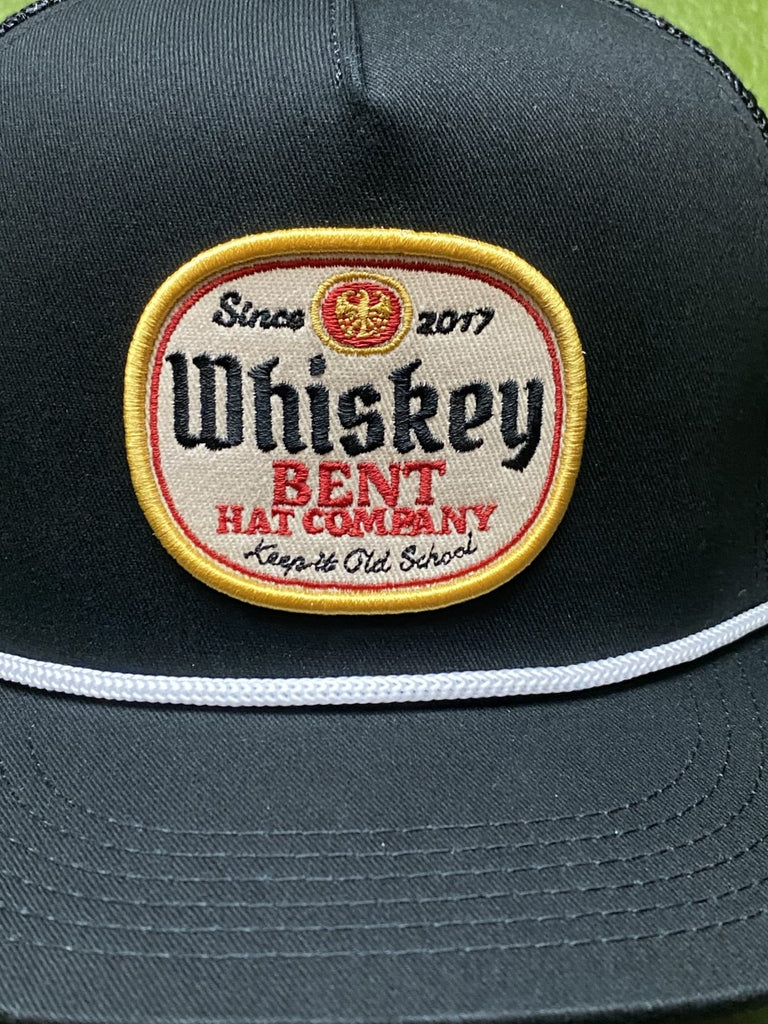 Since 2017
Whiskey
BENT
HAT COMPANY
Keep It Old School